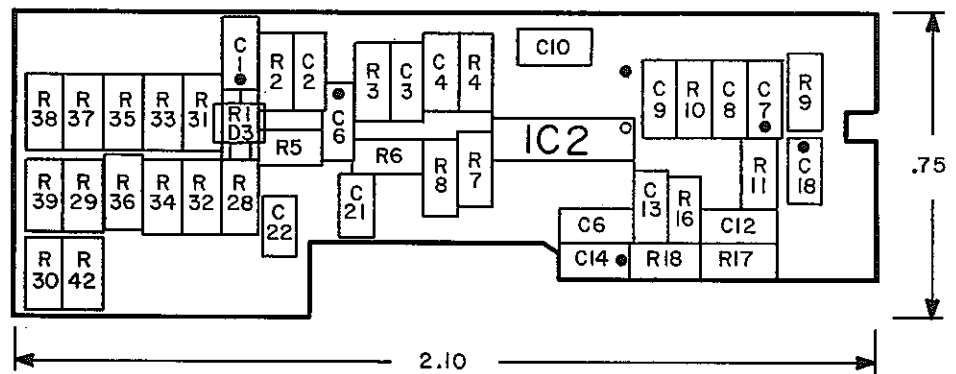 C1
R2
C2
R3
C3
C4
R4
C10
C9
R10
C8
C7
R9
R38
R37
R35
R33
R31
R1
D3
C6
R5
R6
IC2
R8
R7
R11
C18
.75
R39
R29
R36
R34
R32
R28
C22
C21
C13
R16
C6
C12
C14
R18
R17
R30
R42
2.10